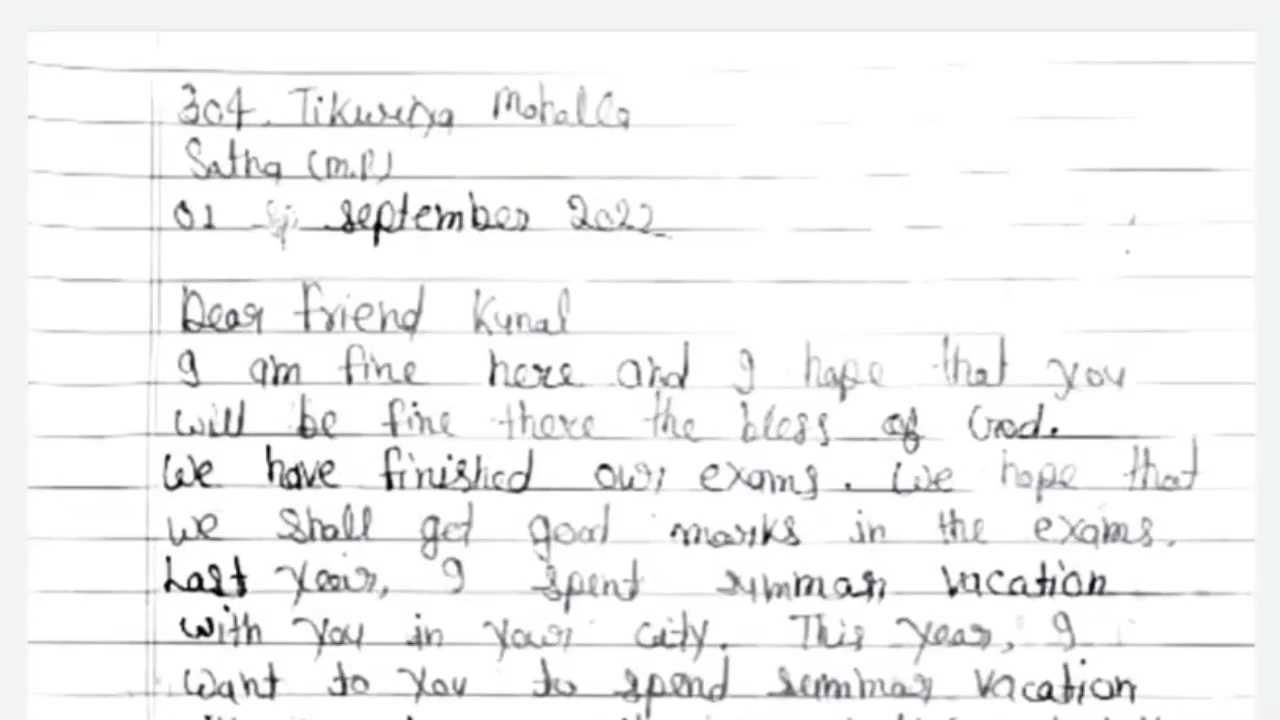 304, Tikuriya Mohalla
Satna (m.P.)
01 september 2022
Dear friend Kunal
I am fine here and I hope that you
will be fine there the bless of God.
We have finished our exams. We hope that
we shall get good marks in the exams.
Last year, I spent summar vacation
with you in your city. This year, I
want to you to spend summar vacation